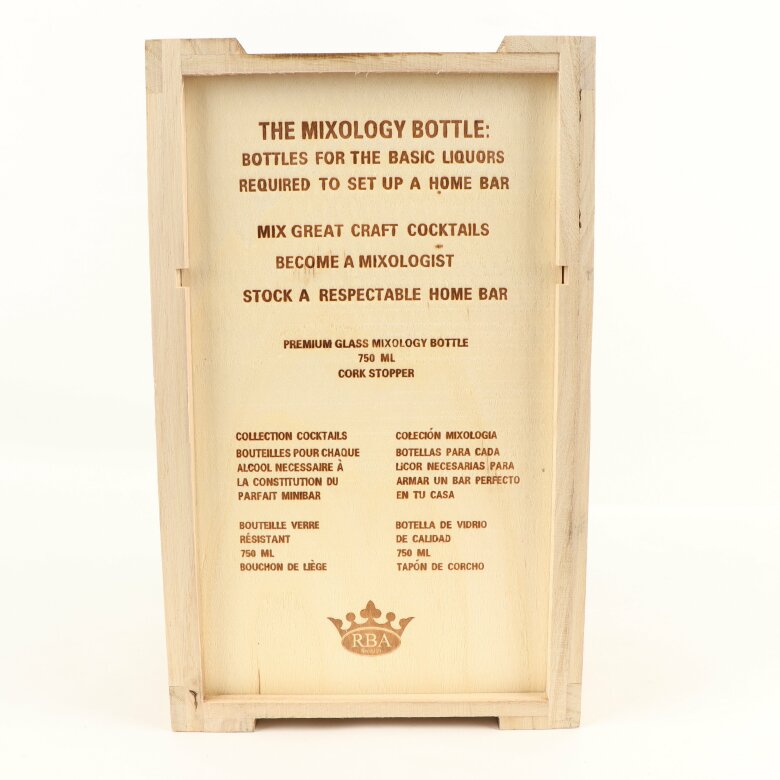 THE MIXOLOGY BOTTLE:
BOTTLES FOR THE BASIC LIQUORS
REQUIRED TO SET UP A HOME BAR
MIX GREAT CRAFT COCKTAILS
BECOME A MIXOLOGIST
STOCK A RESPECTABLE HOME BAR
PREMIUM GLASS MIXOLOGY BOTTLE
750 ML
CORK STOPPER
COLLECTION COCKTAILS
BOUTEILLES POUR CHAQUE
ALCOOL NECESSAIRE À
LA CONSTITUTION DU
PARFAIT MINIBAR
BOUTEILLE VERRE
RÉSISTANT
750 ML
BOUCHON DE LIÈGE
COLECIÓN MIXOLOGIA
BOTELLAS PARA CADA
LICOR NECESARIAS PARA
ARMAR UN BAR PERFECTO
EN TU CASA
BOTELLA DE VIDRIO
DE CALIDAD
750 ML
TAPÓN DE CORCHO
RBA